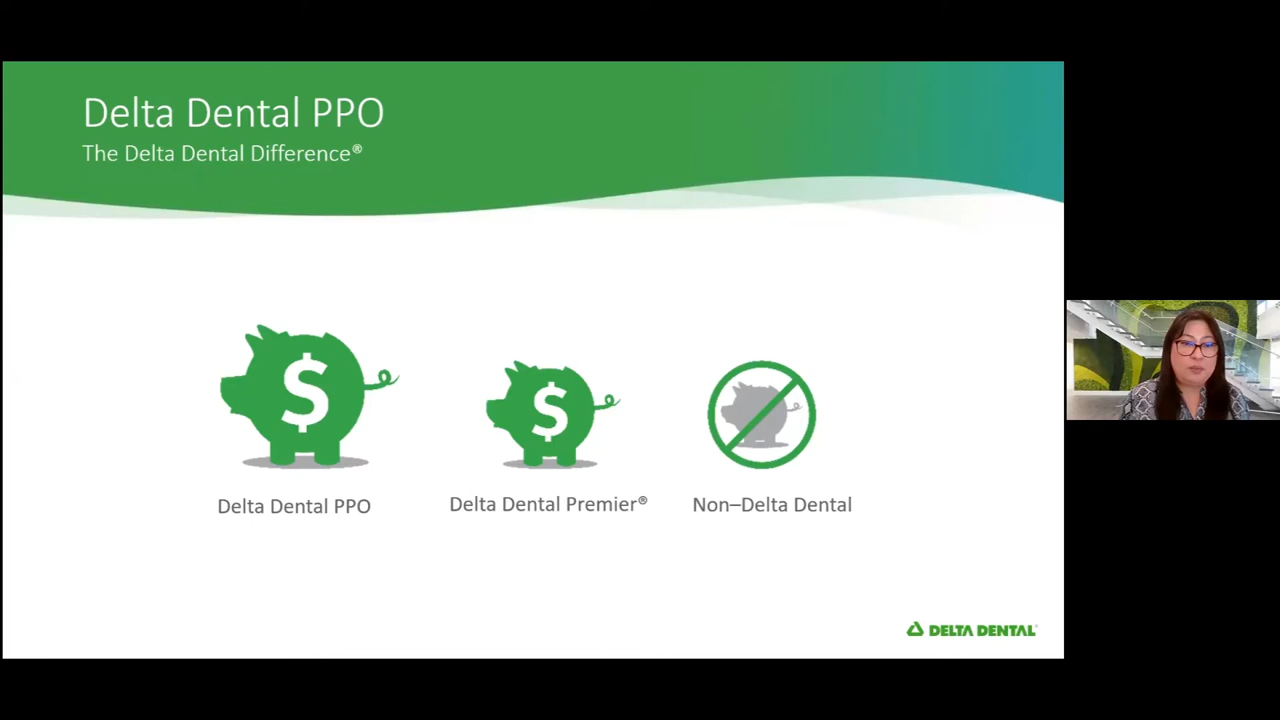 Delta Dental PPO
The Delta Dental Difference®
$
$
Delta Dental PPO
Delta Dental Premier®
Non–Delta Dental
DELTA DENTAL®